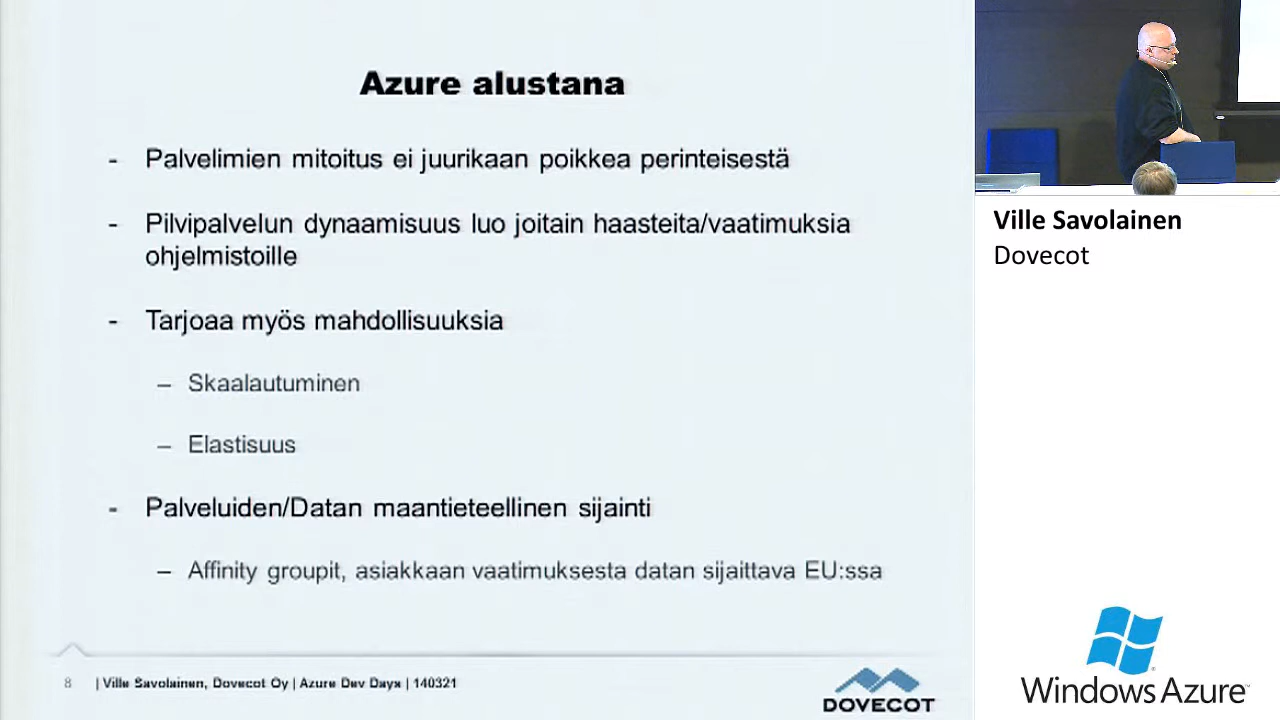 Azure alustana
- Palvelimien mitoitus ei juurikaan poikkea perinteisestä
- Pilvipalvelun dynaamisuus luo joitain haasteita/vaatimuksia
ohjelmistoille
- Tarjoaa myös mahdollisuuksia
– Skaalautuminen
– Elastisuus
- Palveluiden/Datan maantieteellinen sijainti
– Affinity groupit, asiakkaan vaatimuksesta datan sijaittava EU:ssa
8 | Ville Savolainen, Dovecot Oy | Azure Dev Days | 140321
DOVECOT
Ville Savolainen
Dovecot
Windows Azure